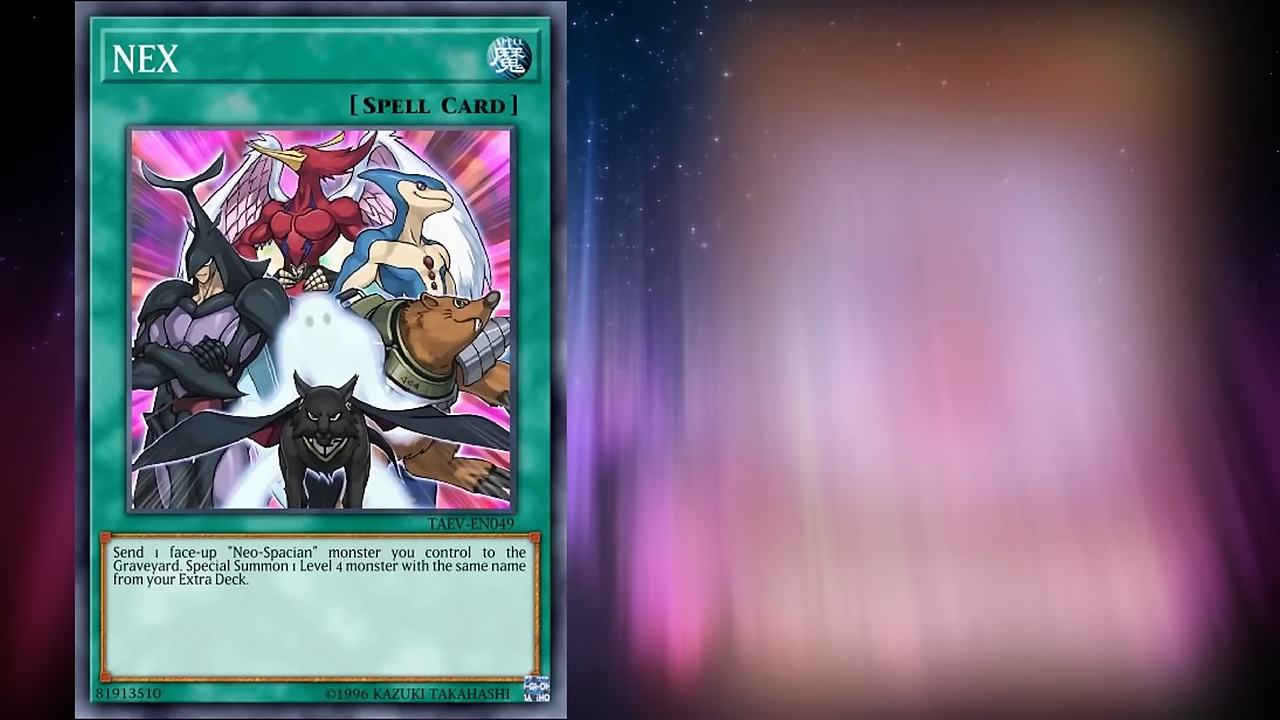 NEX
SPELL
魔
[SPELL CARD]
TAEV-EN049
Send 1 face-up "Neo-Spacian" monster you control to the
Graveyard. Special Summon 1 Level 4 monster with the same name
from your Extra Deck.
81913510
©1996 KAZUKI TAKAHASHI